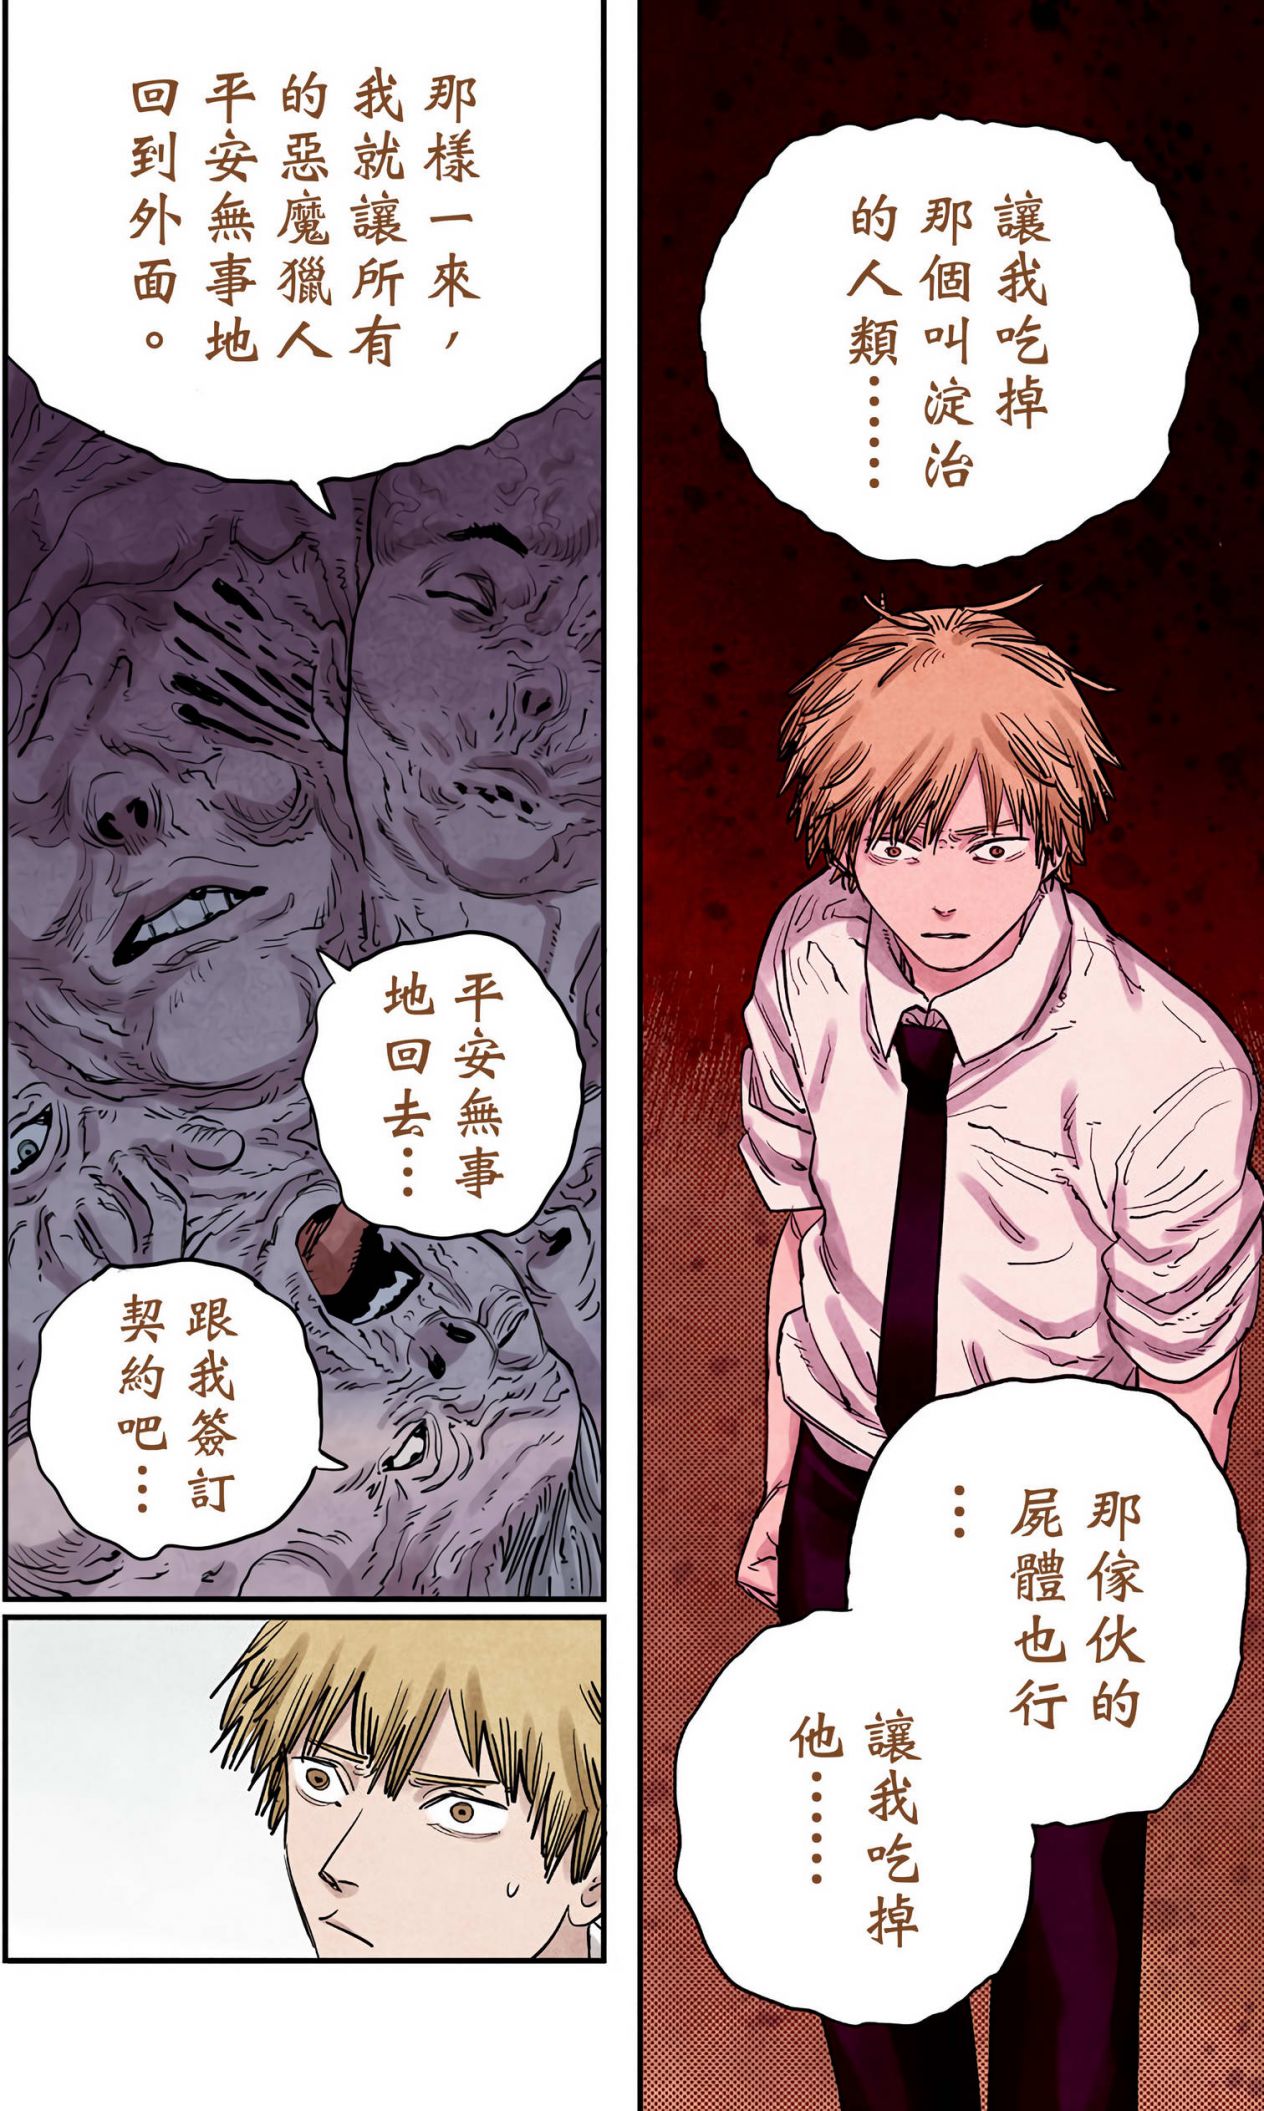 讓我吃掉
那個叫淀治
的人類……
那傢伙的
屍體也行
…
讓我吃掉
他……
那樣一來，
我就讓所有
的惡魔獵人
平安無事地
回到外面。
平安無事
地回去…
跟我簽訂
契約吧…